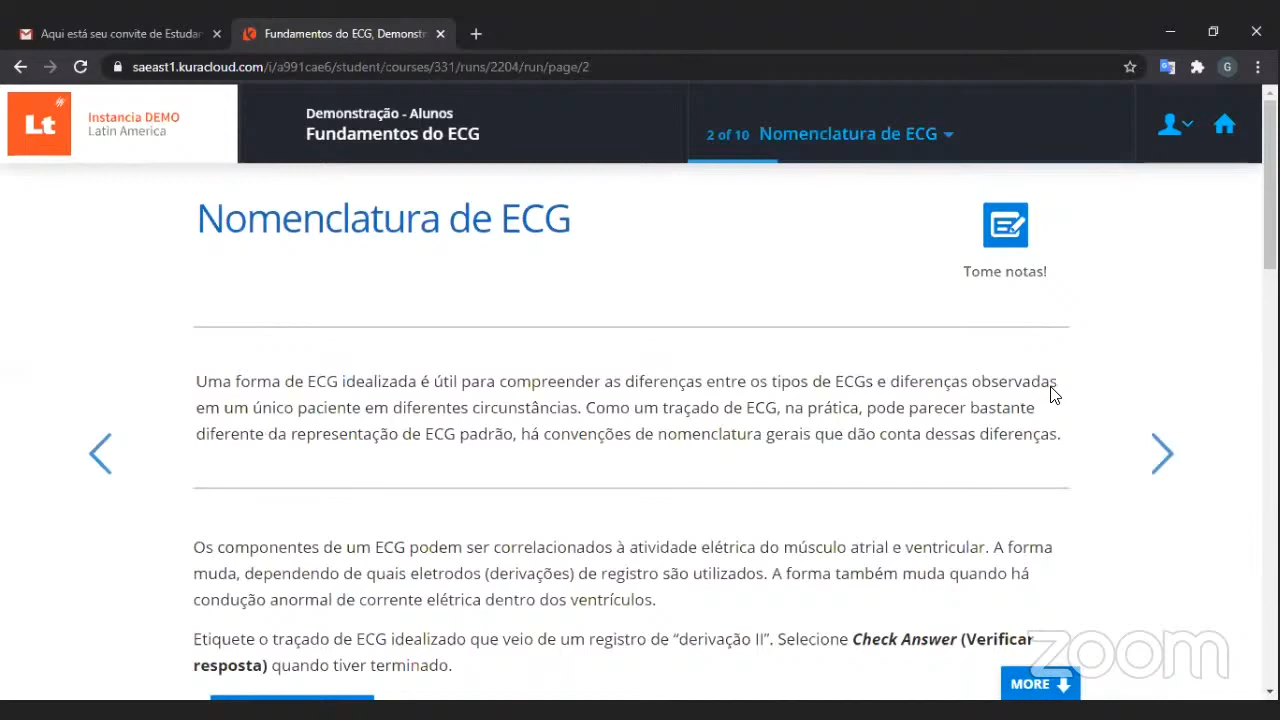 Aqui está seu convite de Estudar
Fundamentos do ECG, Demonstr
saeast1.kuracloud.com/i/a991cae6/student/courses/331/runs/2204/run/page/2
G
Lt
Instancia DEMO
Latin America
Demonstração - Alunos
Fundamentos do ECG
2 of 10 Nomenclatura de ECG
Nomenclatura de ECG
Tome notas!
Uma forma de ECG idealizada é útil para compreender as diferenças entre os tipos de ECGs e diferenças observadas
em um único paciente em diferentes circunstâncias. Como um traçado de ECG, na prática, pode parecer bastante
diferente da representação de ECG padrão, há convenções de nomenclatura gerais que dão conta dessas diferenças.
Os componentes de um ECG podem ser correlacionados à atividade elétrica do músculo atrial e ventricular. A forma
muda, dependendo de quais eletrodos (derivações) de registro são utilizados. A forma também muda quando há
condução anormal de corrente elétrica dentro dos ventrículos.
Etiquete o traçado de ECG idealizado que veio de um registro de “derivação II”. Selecione Check Answer (Verificar
resposta) quando tiver terminado.
MORE
zoom